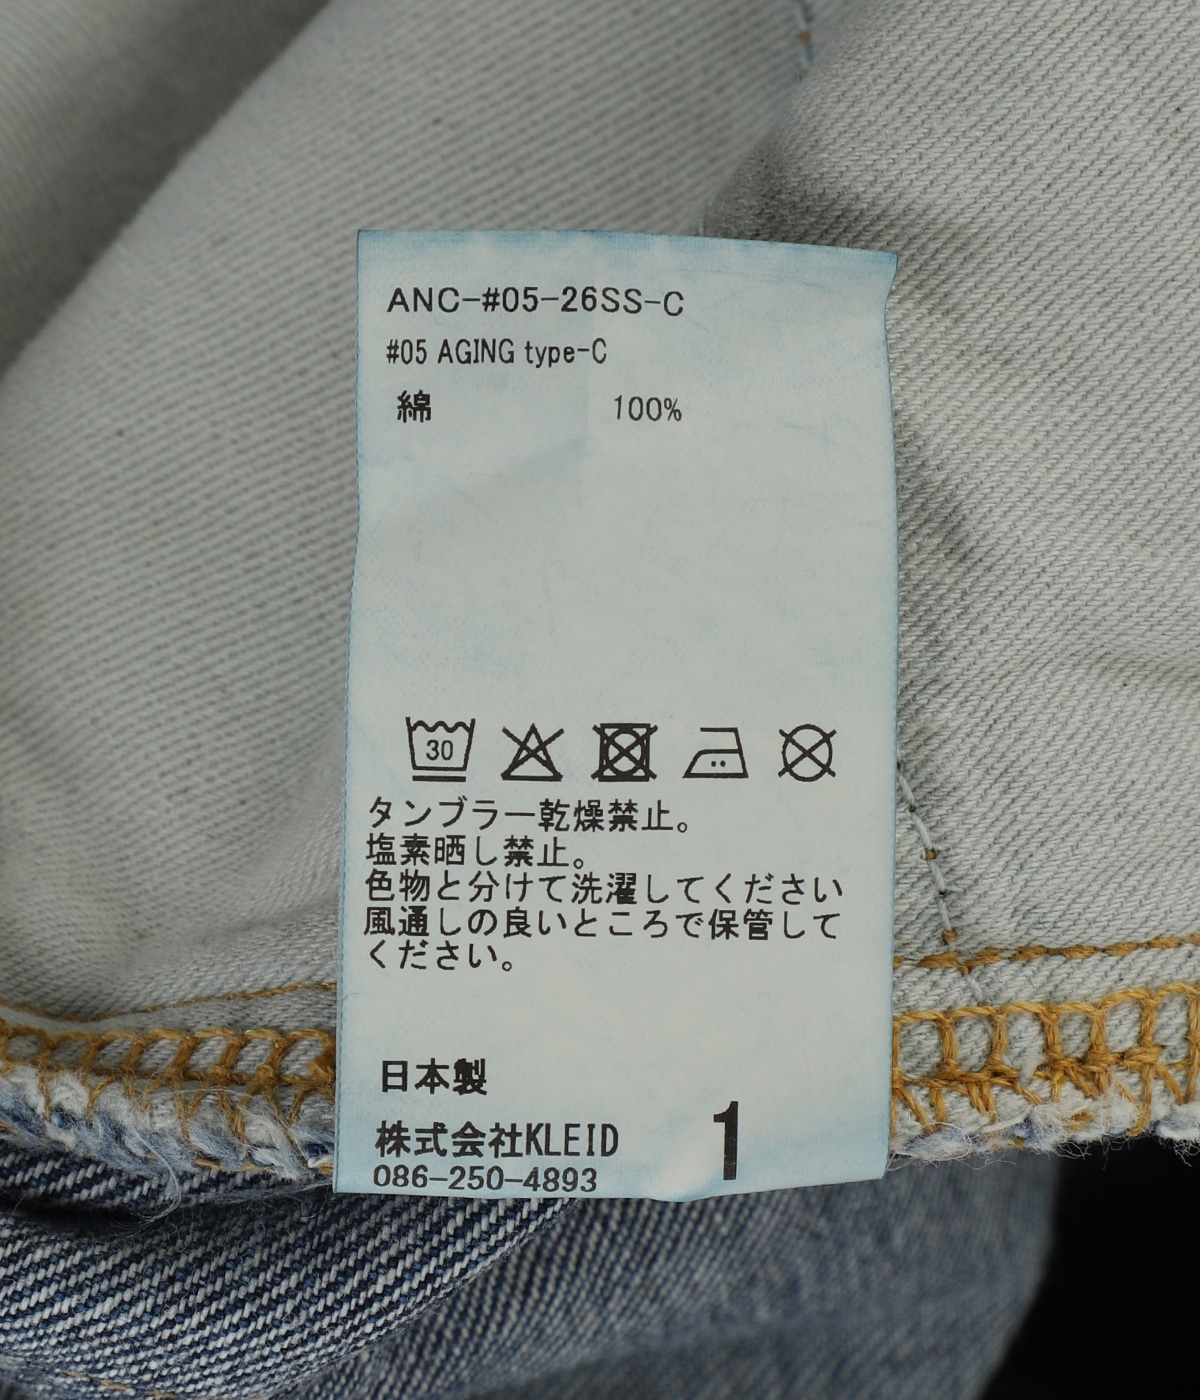 ANC-#05-26SS-C
#05 AGING type-C
綿 100%
30
タンブラー乾燥禁止。
塩素晒し禁止。
色物と分けて洗濯してください
風通しの良いところで保管して
ください。
日本製
株式会社KLEID 1
086-250-4893